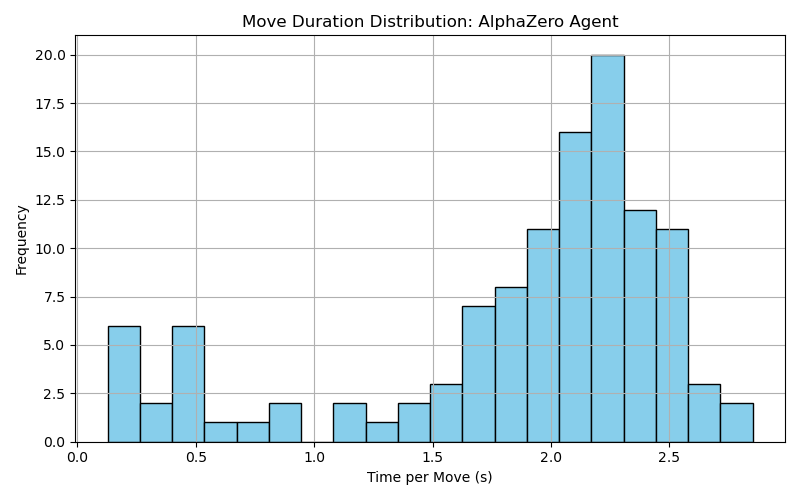 Move Duration Distribution: AlphaZero Agent
20.0
17.5
15.0
12.5
10.0
7.5
5.0
2.5
0.0
Frequency
0.0 0.5 1.0 1.5 2.0 2.5
Time per Move (s)